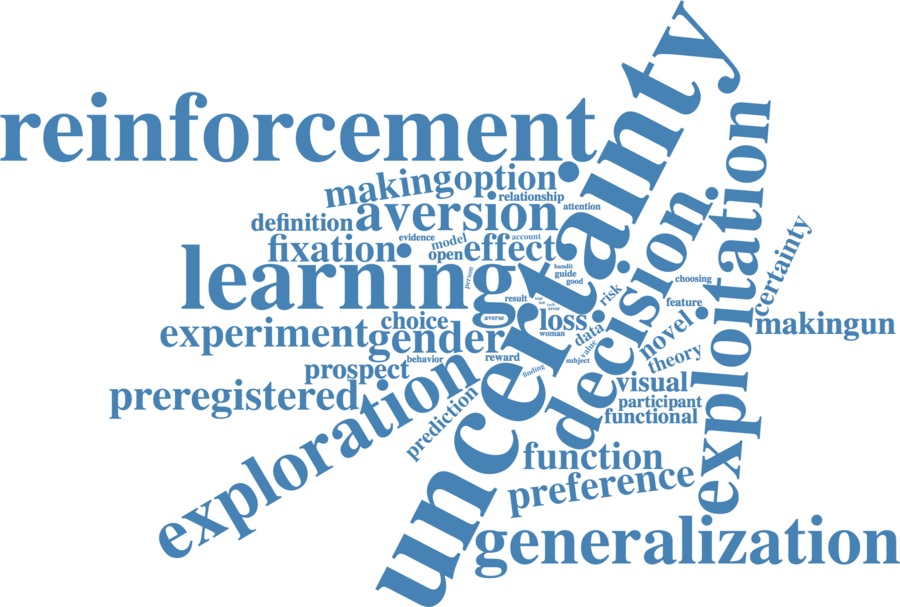 uncertainty
reinforcement
making
option
relationship
attention
definition
aversion
exploitation
fixation
evidence
model
open
effect
account
decision
certainty
learning
person
bandit
guide
good
choosing
risk
result
feature
makingun
experiment
choice
gender
averse
loss
woman
data
novel
error
behavior
reward
value
subject
theory
prospect
finding
visual
preregistered
participant
functional
exploration
prediction
function
preference
generalization